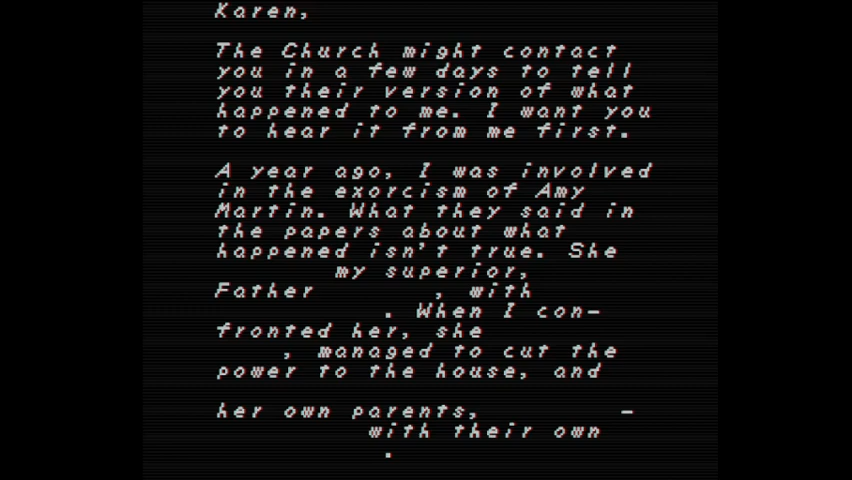 Karen,
The Church might contact
you in a few days to tell
you their version of what
happened to me. I want you
to hear it from me first.
A year ago, I was involved
in the exorcism of Amy
Martin. What they said in
the papers about what
happened isn't true. She
my superior,
Father , with
. When I con-
fronted her, she
, managed to cut the
power to the house, and
her own parents, -
with their own
.